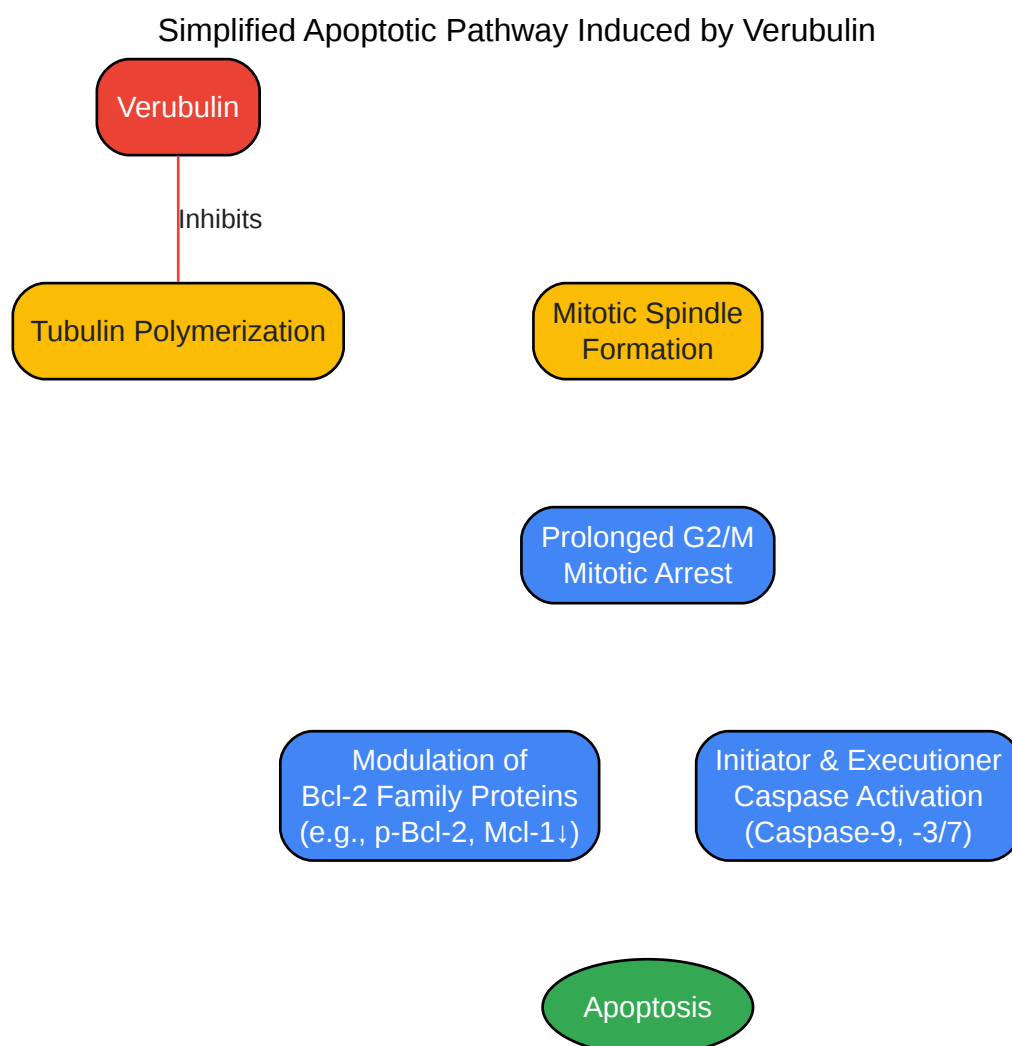 Simplified Apoptotic Pathway Induced by Verubulin
Verubulin
Inhibits
Tubulin Polymerization
Mitotic Spindle
Formation
Prolonged G2/M
Mitotic Arrest
Modulation of
Bcl-2 Family Proteins
(e.g., p-Bcl-2, Mcl-1↓)
Initiator & Executioner
Caspase Activation
(Caspase-9, -3/7)
Apoptosis